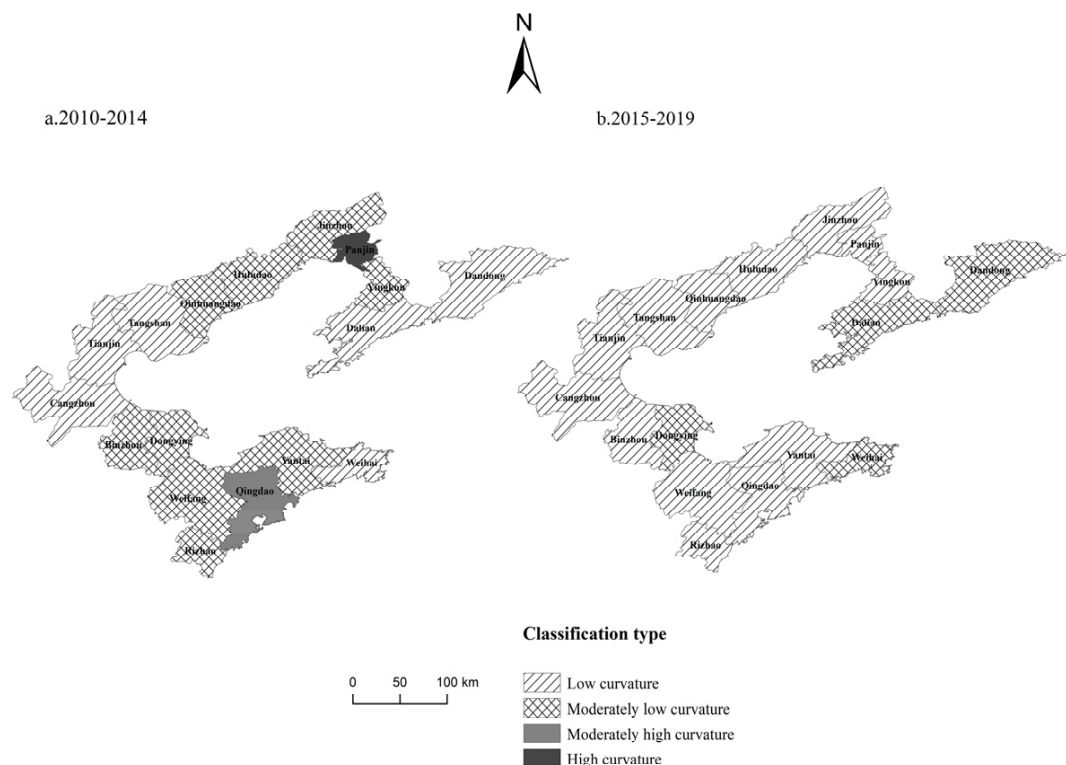 N
a.2010-2014
b.2015-2019
Jinzhou
Panjin
Huludao
Yingkou
Dandong
Qinhuangdao
Tangshan
Dalian
Tianjin
Cangzhou
Binzhou
Dongying
Yantai
Weihai
Weifang
Qingdao
Rizhao
Jinzhou
Panjin
Huludao
Yingkou
Dandong
Qinhuangdao
Tangshan
Dalian
Tianjin
Cangzhou
Binzhou
Dongying
Yantai
Weihai
Weifang
Qingdao
Rizhao
Classification type
0 50 100 km
Low curvature
Moderately low curvature
Moderately high curvature
High curvature